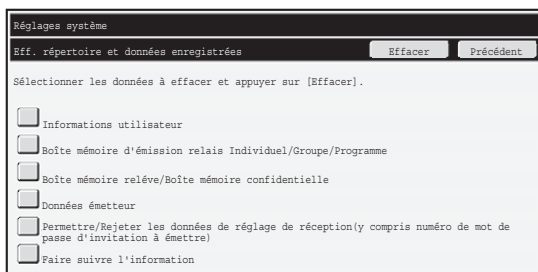 Réglages système
Eff. répertoire et données enregistrées
Effacer
Précédent
Sélectionner les données à effacer et appuyer sur [Effacer].
Informations utilisateur
Boîte mémoire d'émission relais Individuel/Groupe/Programme
Boîte mémoire reléve/Boîte mémoire confidentielle
Données émetteur
Permettre/Rejeter les données de réglage de réception(y compris numéro de mot de
passe d'invitation à émettre)
Faire suivre l'information